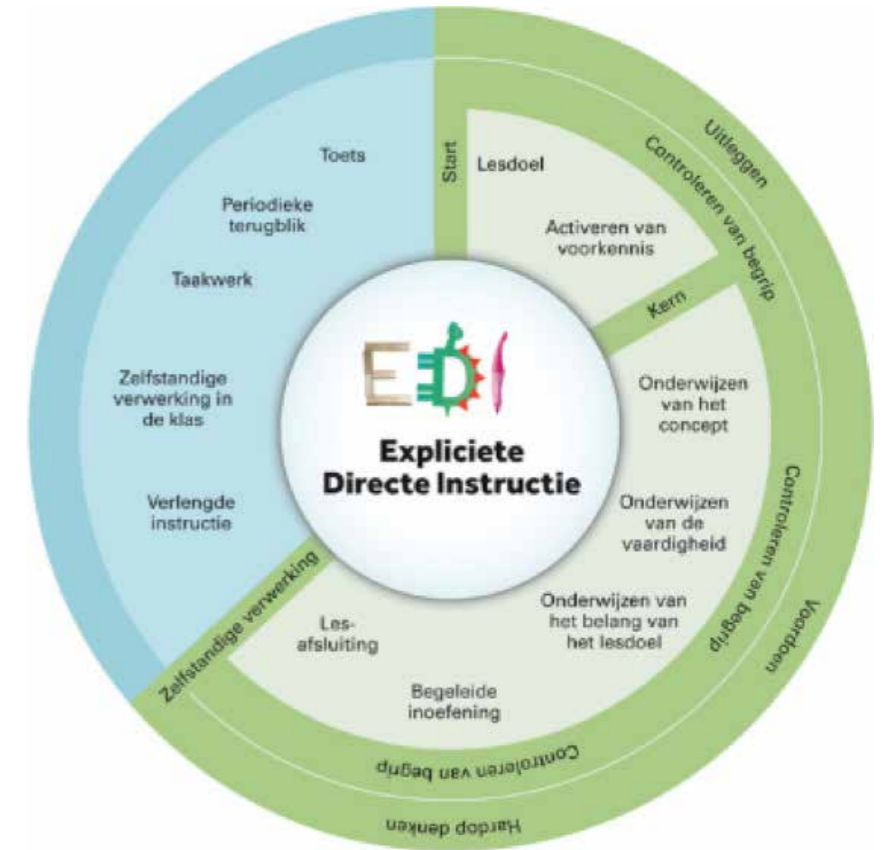 EDI
Expliciete
Directe Instructie
Start
Lesdoel
Activeren van
voorkennis
Kern
Onderwijzen
van het
concept
Onderwijzen
van de
vaardigheid
Onderwijzen van
het belang van
het lesdoel
Begeleide
inoefening
Les-
afsluiting
Zelfstandige verwerking
Verlengde
instructie
Zelfstandige
verwerking in
de klas
Taakwerk
Periodieke
terugblik
Toets
Controleren van begrip
Controleren van begrip
Controleren van begrip
Uitleggen
Voordoen
Hardop denken